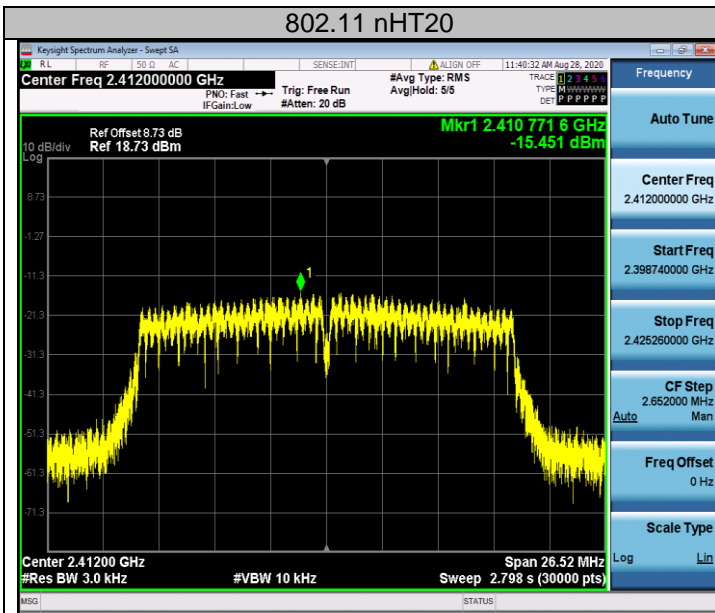 802.11 nHT20
Keysight Spectrum Analyzer - Swept SA
RL RF 50 Ω AC SENSE:INT ALIGN OFF 11:40:32 AM Aug 28, 2020
Center Freq 2.412000000 GHz
PNO: Fast
IFGain:Low
Trig: Free Run
#Atten: 20 dB
#Avg Type: RMS
Avg|Hold: 5/5
TRACE 1 2 3 4 5 6
TYPE M WWWWW
DET P P P P P P
Ref Offset 8.73 dB
Ref 18.73 dBm
10 dB/div
Log
Mkr1 2.410 771 6 GHz
-15.451 dBm
8.73
-1.27
-11.3
-21.3
-31.3
-41.3
-51.3
-61.3
-71.3
1
Center 2.41200 GHz
#Res BW 3.0 kHz
#VBW 10 kHz
Span 26.52 MHz
Sweep 2.798 s (30000 pts)
MSG STATUS
Frequency
Auto Tune
Center Freq
2.412000000 GHz
Start Freq
2.398740000 GHz
Stop Freq
2.425260000 GHz
CF Step
2.652000 MHz
Auto Man
Freq Offset
0 Hz
Scale Type
Log Lin